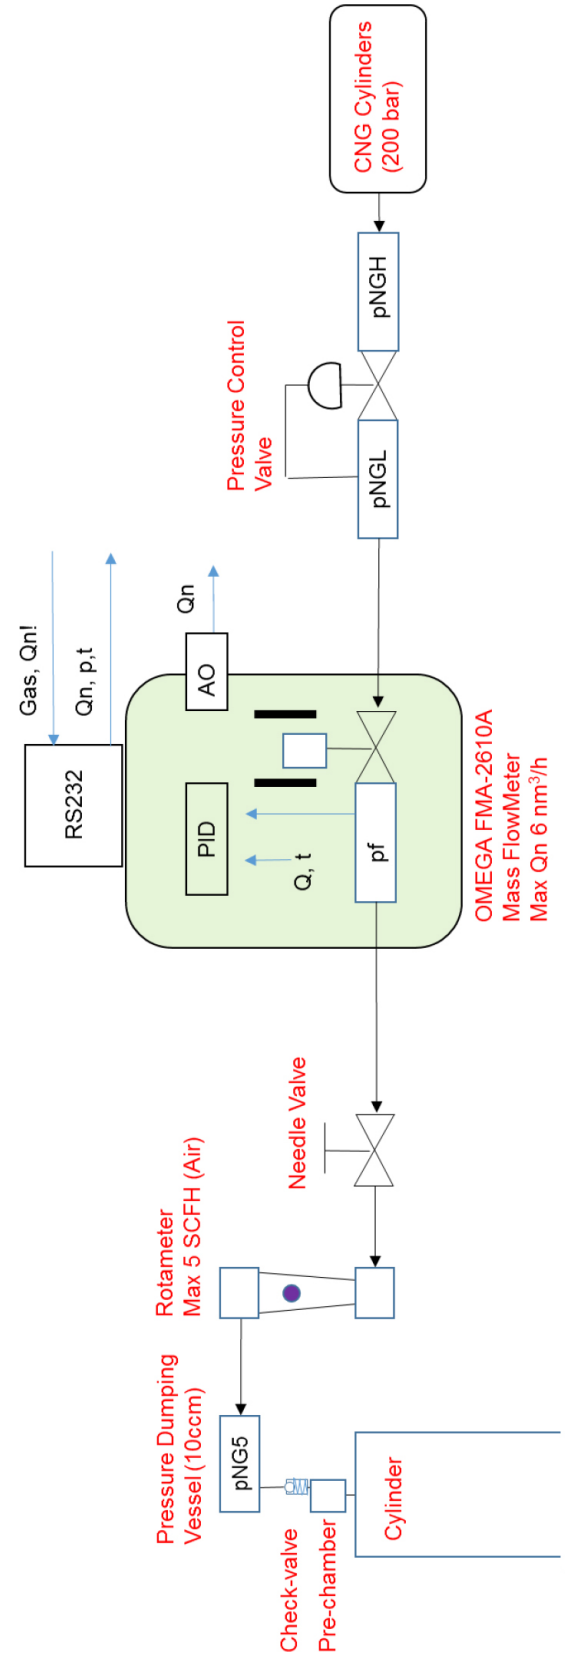 CNG Cylinders
(200 bar)
pNGH
Pressure Control
Valve
pNGL
Gas, Qn!
Qn, p,t
RS232
Qn
AO
PID
Q, t
pf
OMEGA FMA-2610A
Mass FlowMeter
Max Qn 6 nm³/h
Needle Valve
Rotameter
Max 5 SCFH (Air)
Pressure Dumping
Vessel (10ccm)
pNG5
Check-valve
Pre-chamber
Cylinder